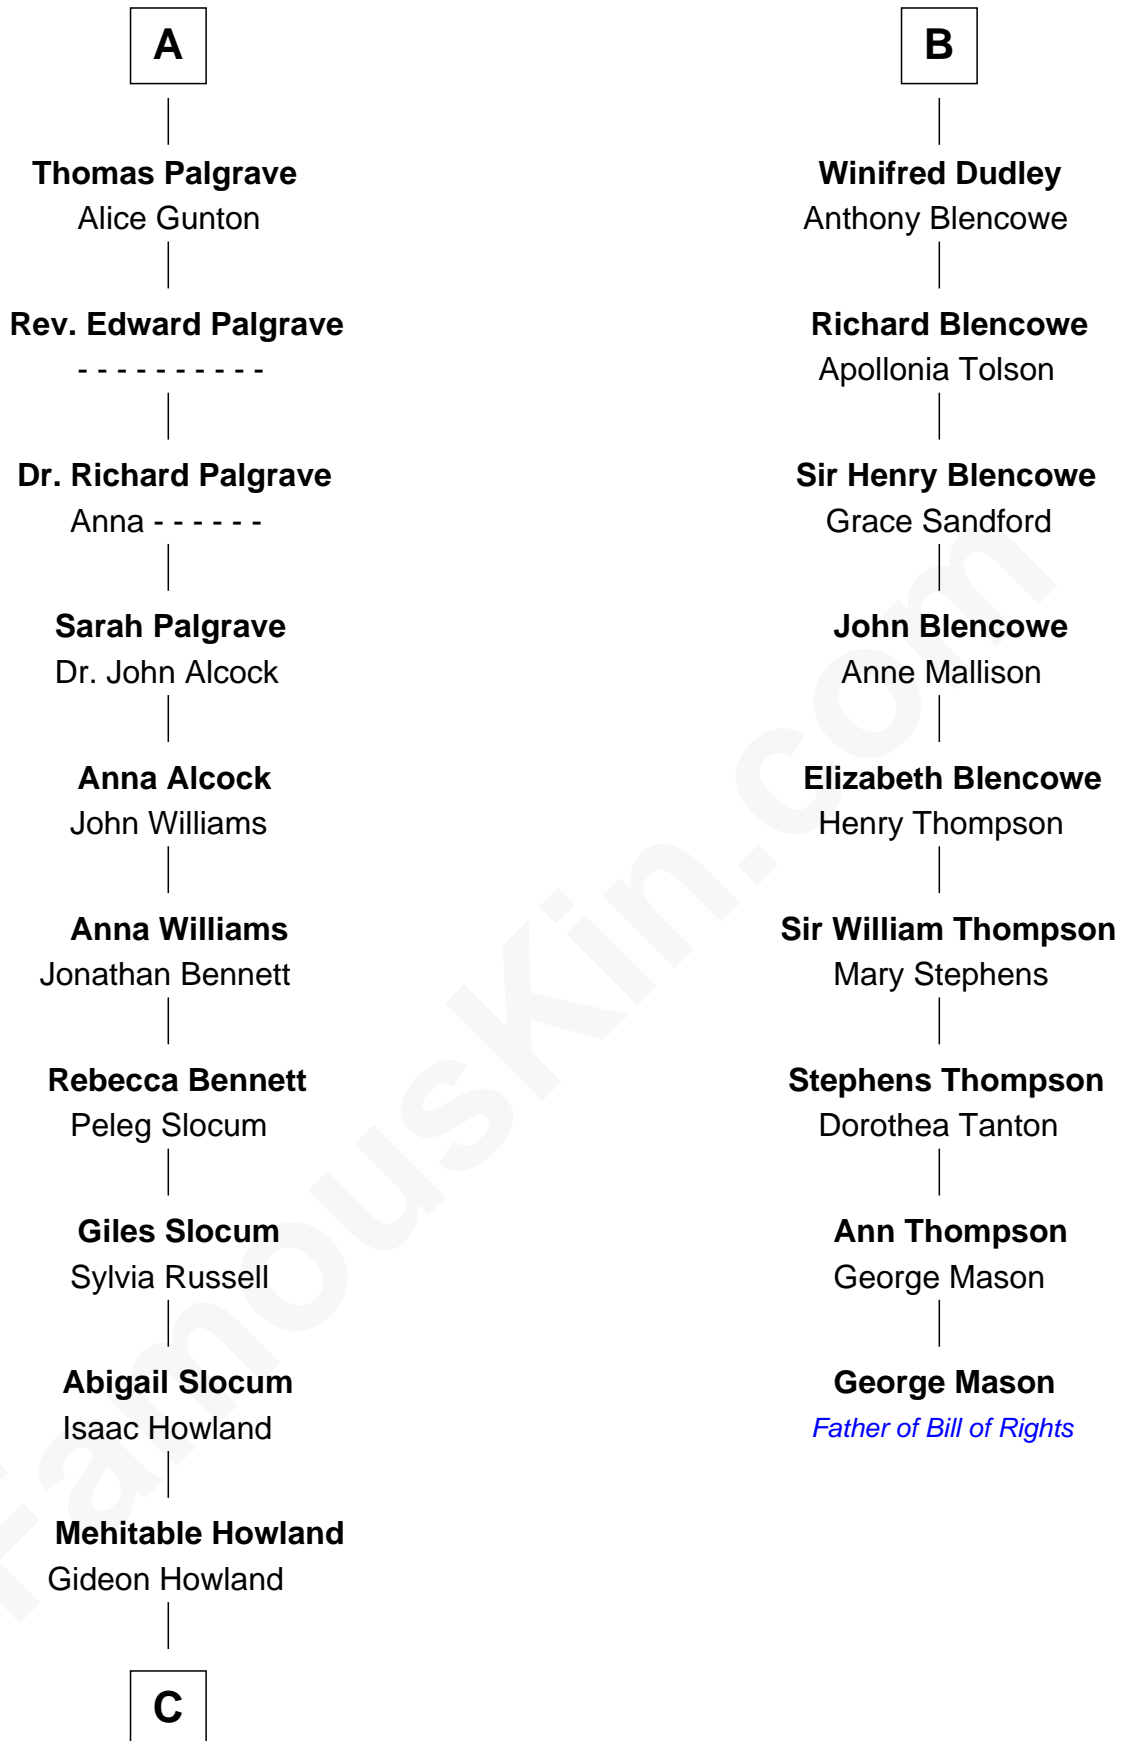 A
Thomas Palgrave
Alice Gunton
Rev. Edward Palgrave
- - - - - - - - - -
Dr. Richard Palgrave
Anna - - - - - -
Sarah Palgrave
Dr. John Alcock
Anna Alcock
John Williams
Anna Williams
Jonathan Bennett
Rebecca Bennett
Peleg Slocum
Giles Slocum
Sylvia Russell
Abigail Slocum
Isaac Howland
Mehitable Howland
Gideon Howland
C
B
Winifred Dudley
Anthony Blencowe
Richard Blencowe
Apollonia Tolson
Sir Henry Blencowe
Grace Sandford
John Blencowe
Anne Mallison
Elizabeth Blencowe
Henry Thompson
Sir William Thompson
Mary Stephens
Stephens Thompson
Dorothea Tanton
Ann Thompson
George Mason
George Mason
Father of Bill of Rights
FamousKin.com